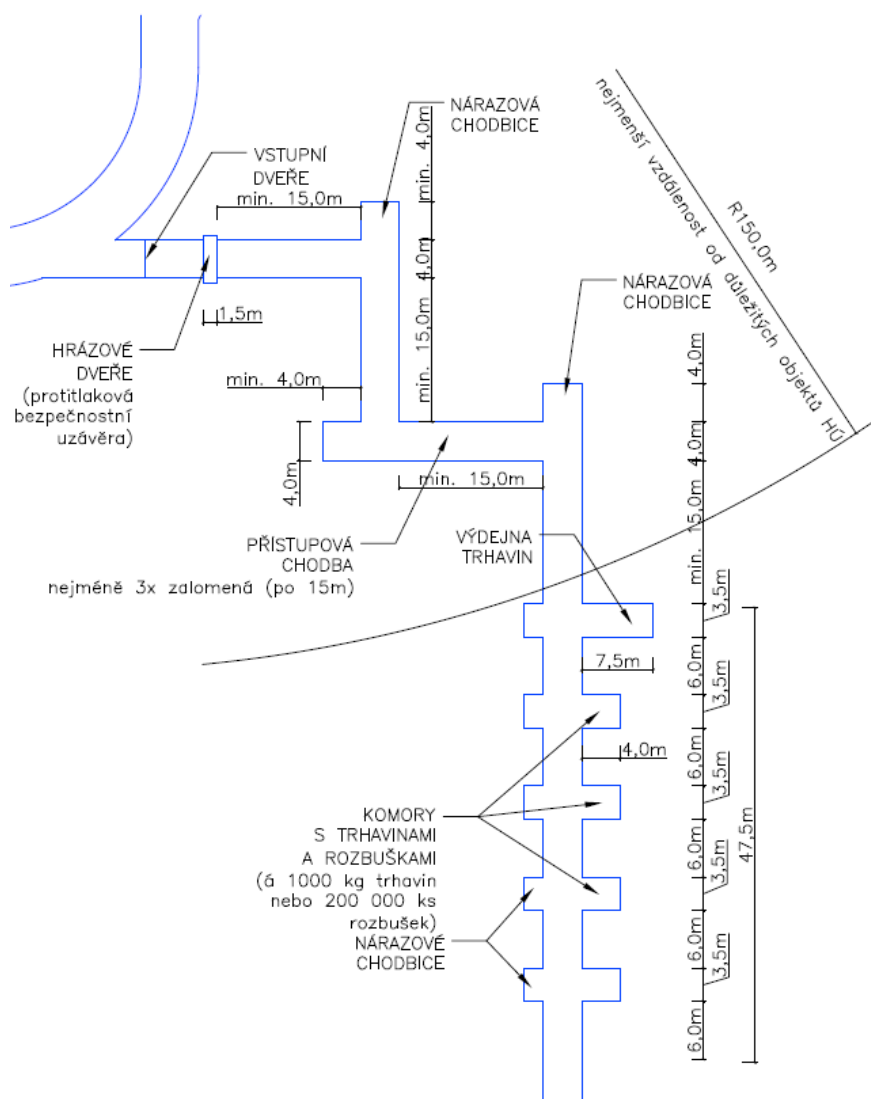 NÁRAZOVÁ
CHODBICE
VSTUPNÍ
DVEŘE
min. 15,0m
min. 4,0m
4,0m
min. 15,0m
1,5m
HRÁZOVÉ
DVEŘE
(protitlaková
bezpečnostní
uzávěra)
min. 4,0m
4,0m
min. 15,0m
PŘÍSTUPOVÁ
CHODBA
nejméně 3x zalomená (po 15m)
NÁRAZOVÁ
CHODBICE
R150,0m
nejmenší vzdálenost od důležitých objektů HÚ
4,0m
4,0m
min. 15,0m
VÝDEJNA
TRHAVIN
7,5m
4,0m
3,5m
6,0m
3,5m
6,0m
3,5m
6,0m
3,5m
6,0m
3,5m
6,0m
47,5m
KOMORY
S TRHAVINAMI
A ROZBUŠKAMI
(á 1000 kg trhavin
nebo 200 000 ks
rozbušek)
NÁRAZOVÉ
CHODBICE